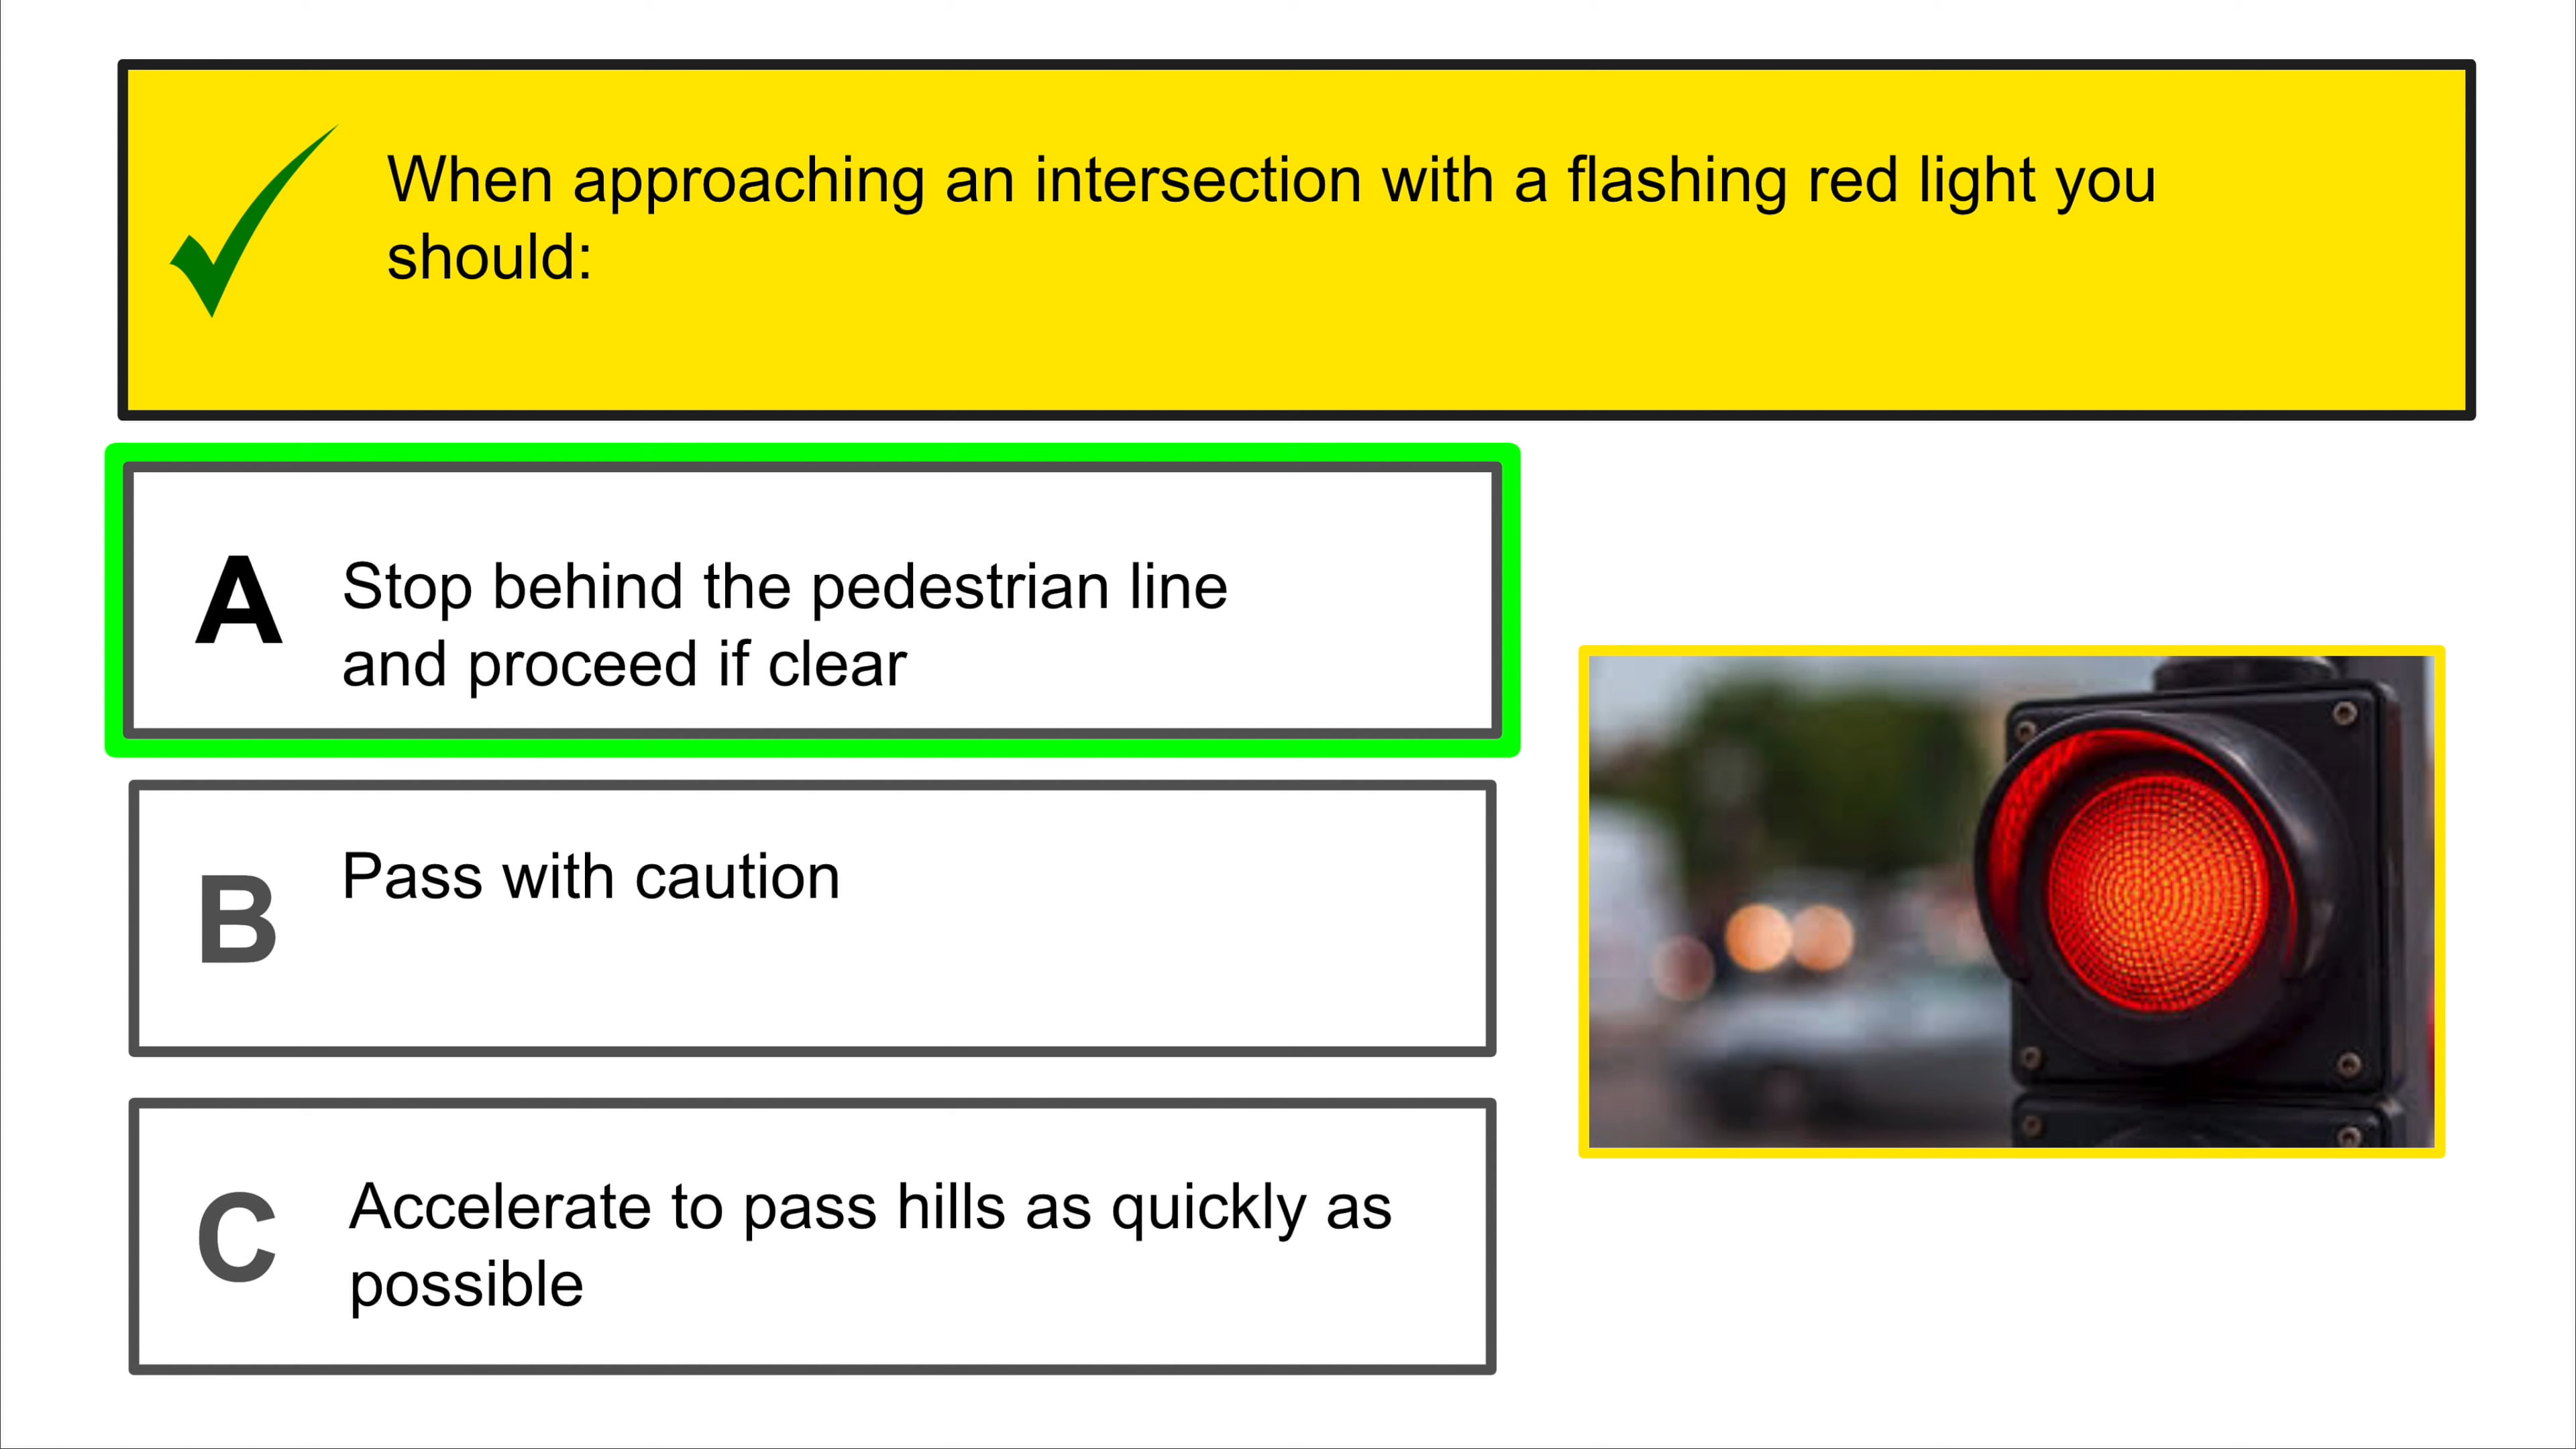 When approaching an intersection with a flashing red light you
should:
A
Stop behind the pedestrian line
and proceed if clear
B
Pass with caution
C
Accelerate to pass hills as quickly as
possible